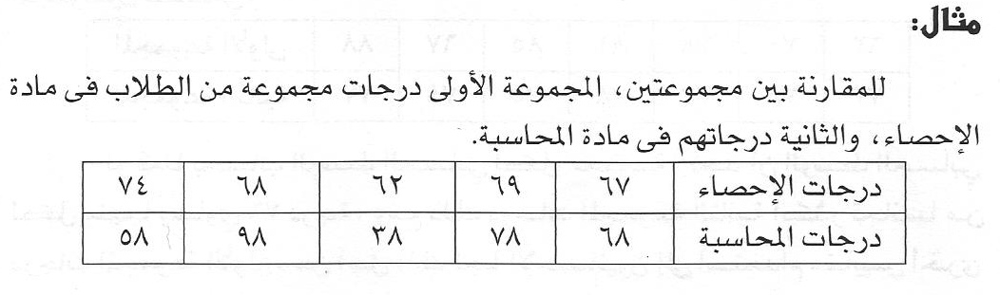 مثال:
للمقارنة بين مجموعتين، المجموعة الأولى درجات مجموعة من الطلاب فى مادة
الإحصاء، والثانية درجاتهم فى مادة المحاسبة.
درجات الإحصاء ٦٧ ٦٩ ٦٢ ٦٨ ٧٤
درجات المحاسبة ٦٨ ٧٨ ٣٨ ٩٨ ٥٨